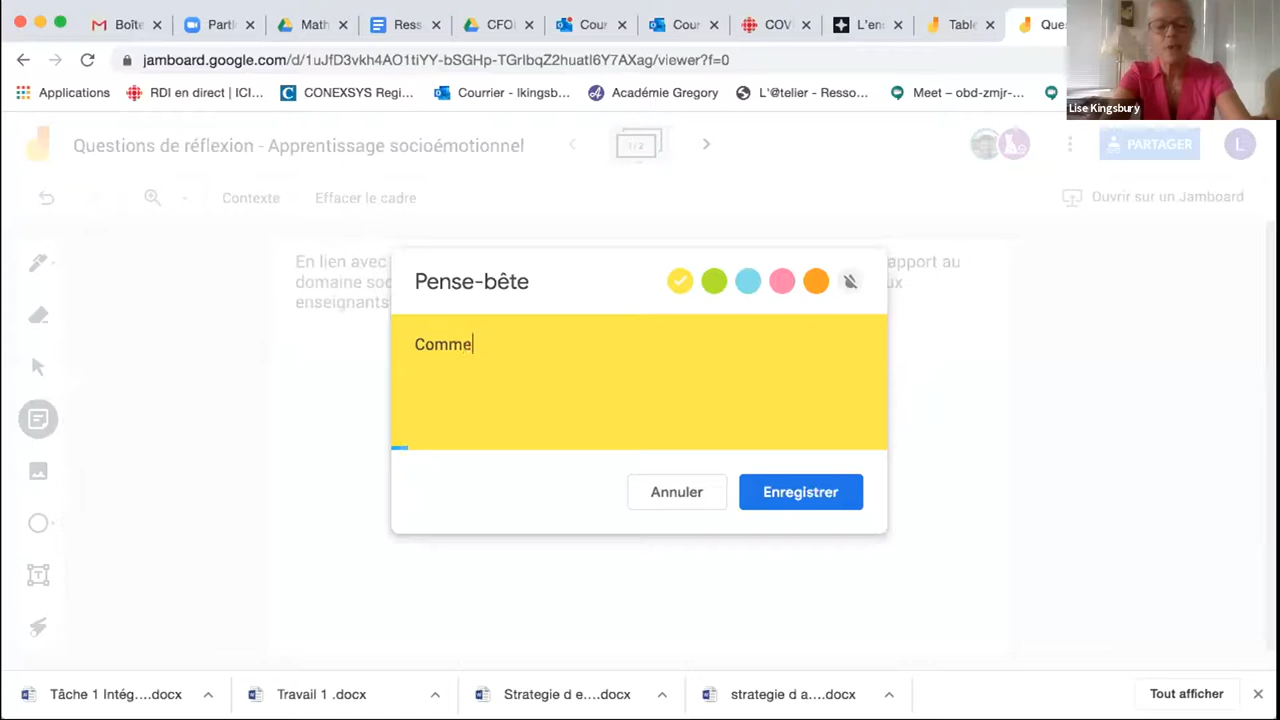 Boîte
Parti
Math
Ress
CFO
Cour
Cour
COV
L'en
Table
Ques
jamboard.google.com/d/1uJfD3vkh4AO1tiYY-bSGHp-TGrIbqZ2huatI6Y7AXag/viewer?f=0
Applications
RDI en direct | ICI...
CONEXSYS Regi...
Courrier - lkingsb...
Académie Gregory
L'@telier - Resso...
Meet – obd-zmjr-...
Lise Kingsbury
Questions de réflexion - Apprentissage socioémotionnel
1/2
PARTAGER
L
Contexte
Effacer le cadre
Ouvrir sur un Jamboard
En lien avec
apport au
domaine soc
ux
enseignants
Pense-bête
Comme
Annuler
Enregistrer
Tâche 1 Intég....docx
Travail 1 .docx
Strategie d e....docx
strategie d a....docx
Tout afficher